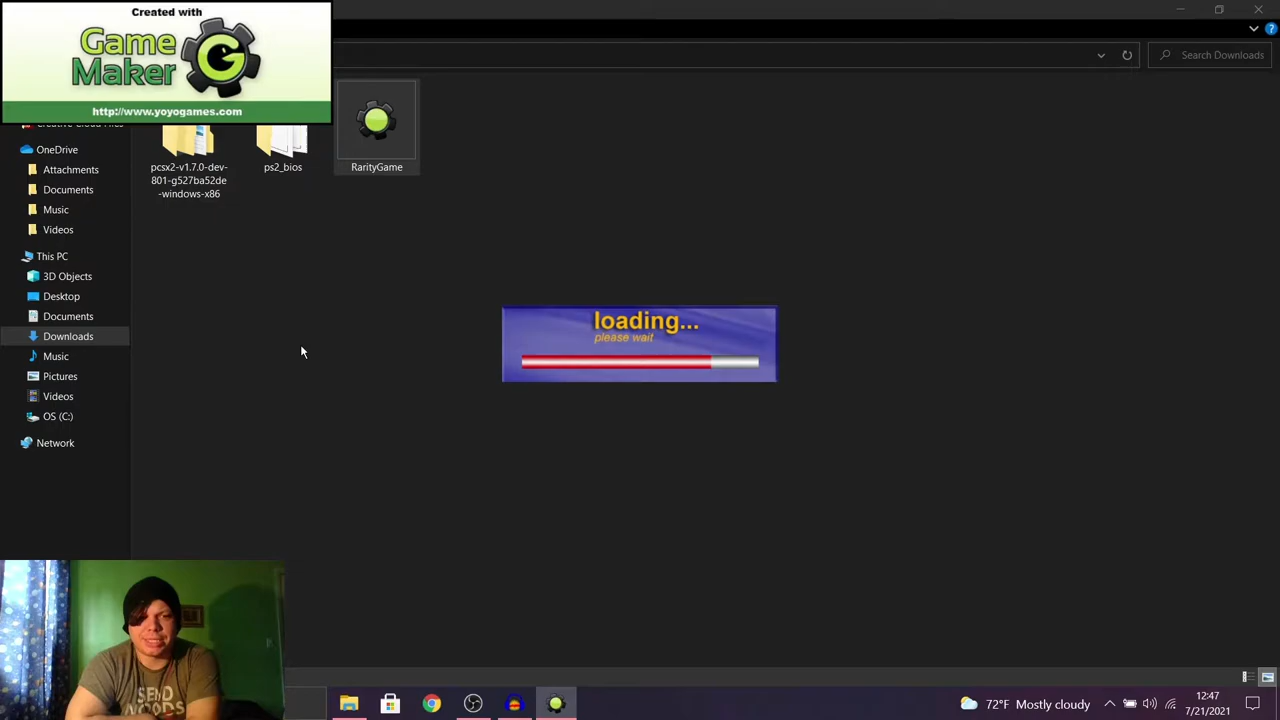 Created with
Game
Maker
http://www.yoyogames.com
Search Downloads
OneDrive
Attachments
Documents
Music
Videos
This PC
3D Objects
Desktop
Documents
Downloads
Music
Pictures
Videos
OS (C:)
Network
pcsx2-v1.7.0-dev-
801-g527ba52de
-windows-x86
ps2_bios
RarityGame
loading...
please wait
SEND
72°F Mostly cloudy
12:47
7/21/2021